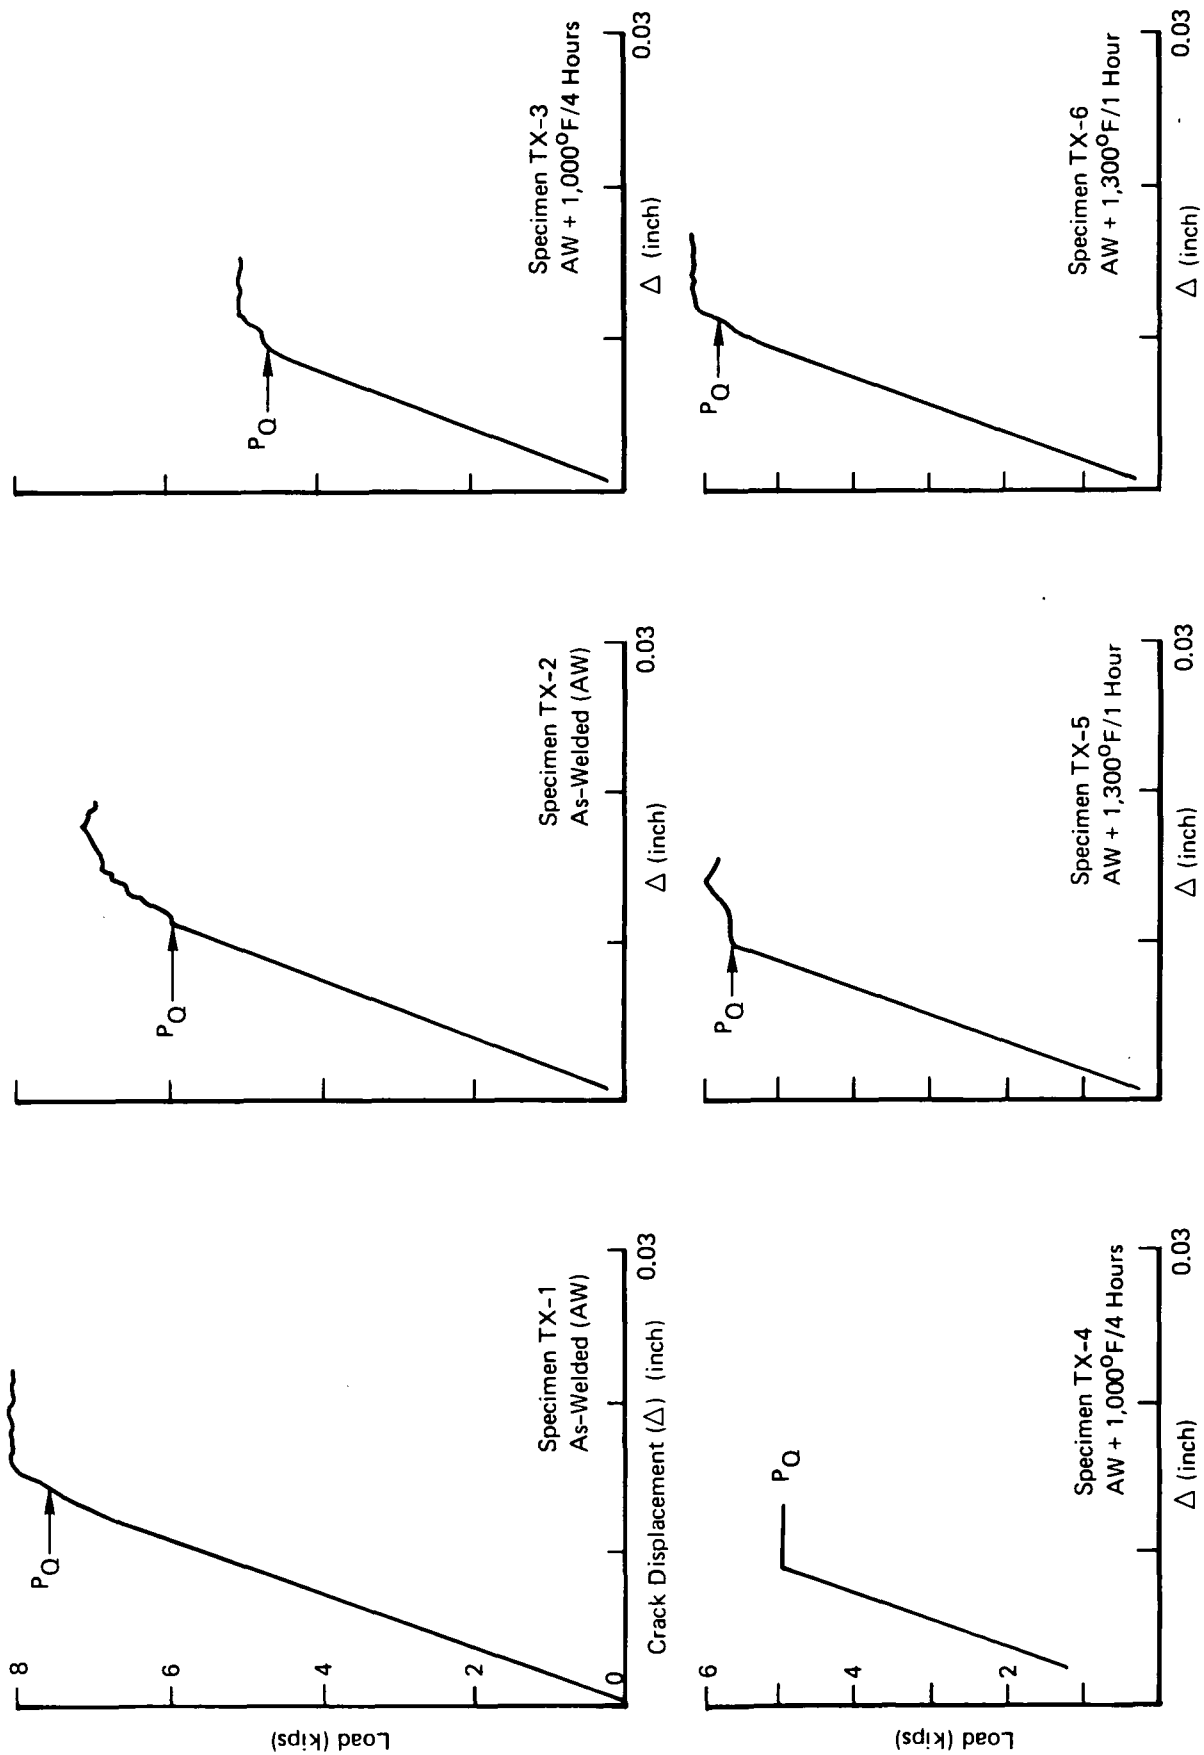 Load (kips)
8
6
4
2
0
P_Q
Specimen TX-1
As-Welded (AW)
Crack Displacement (Δ) (inch)
0.03
P_Q
Specimen TX-2
As-Welded (AW)
Δ (inch)
0.03
P_Q
Specimen TX-3
AW + 1,000°F/4 Hours
Δ (inch)
0.03
Load (kips)
6
4
2
P_Q
Specimen TX-4
AW + 1,000°F/4 Hours
Δ (inch)
0.03
P_Q
Specimen TX-5
AW + 1,300°F/1 Hour
Δ (inch)
0.03
P_Q
Specimen TX-6
AW + 1,300°F/1 Hour
Δ (inch)
0.03